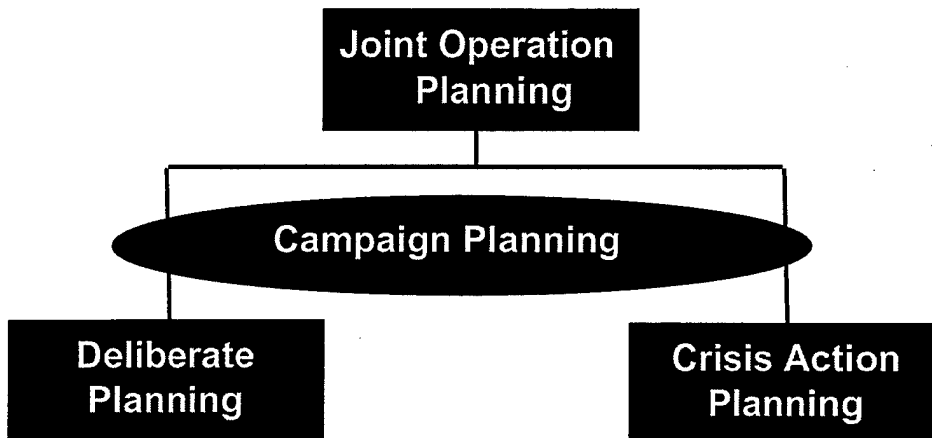 Joint Operation
Planning
Campaign Planning
Deliberate
Planning
Crisis Action
Planning